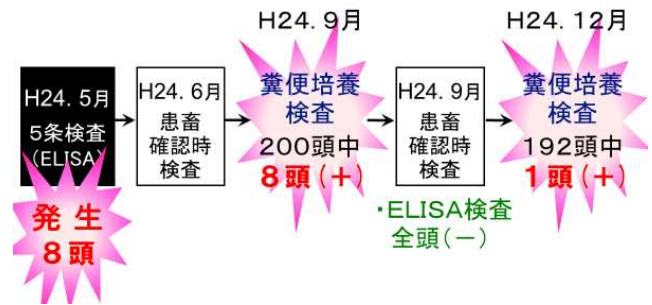 H24．5月
5条検査
(ELISA)
発 生
8頭
H24．6月
患畜
確認時
検査
H24．9月
糞便培養
検査
200頭中
8頭(＋)
H24．9月
患畜
確認時
検査
・ELISA検査
全頭(－)
H24．12月
糞便培養
検査
192頭中
1頭(＋)